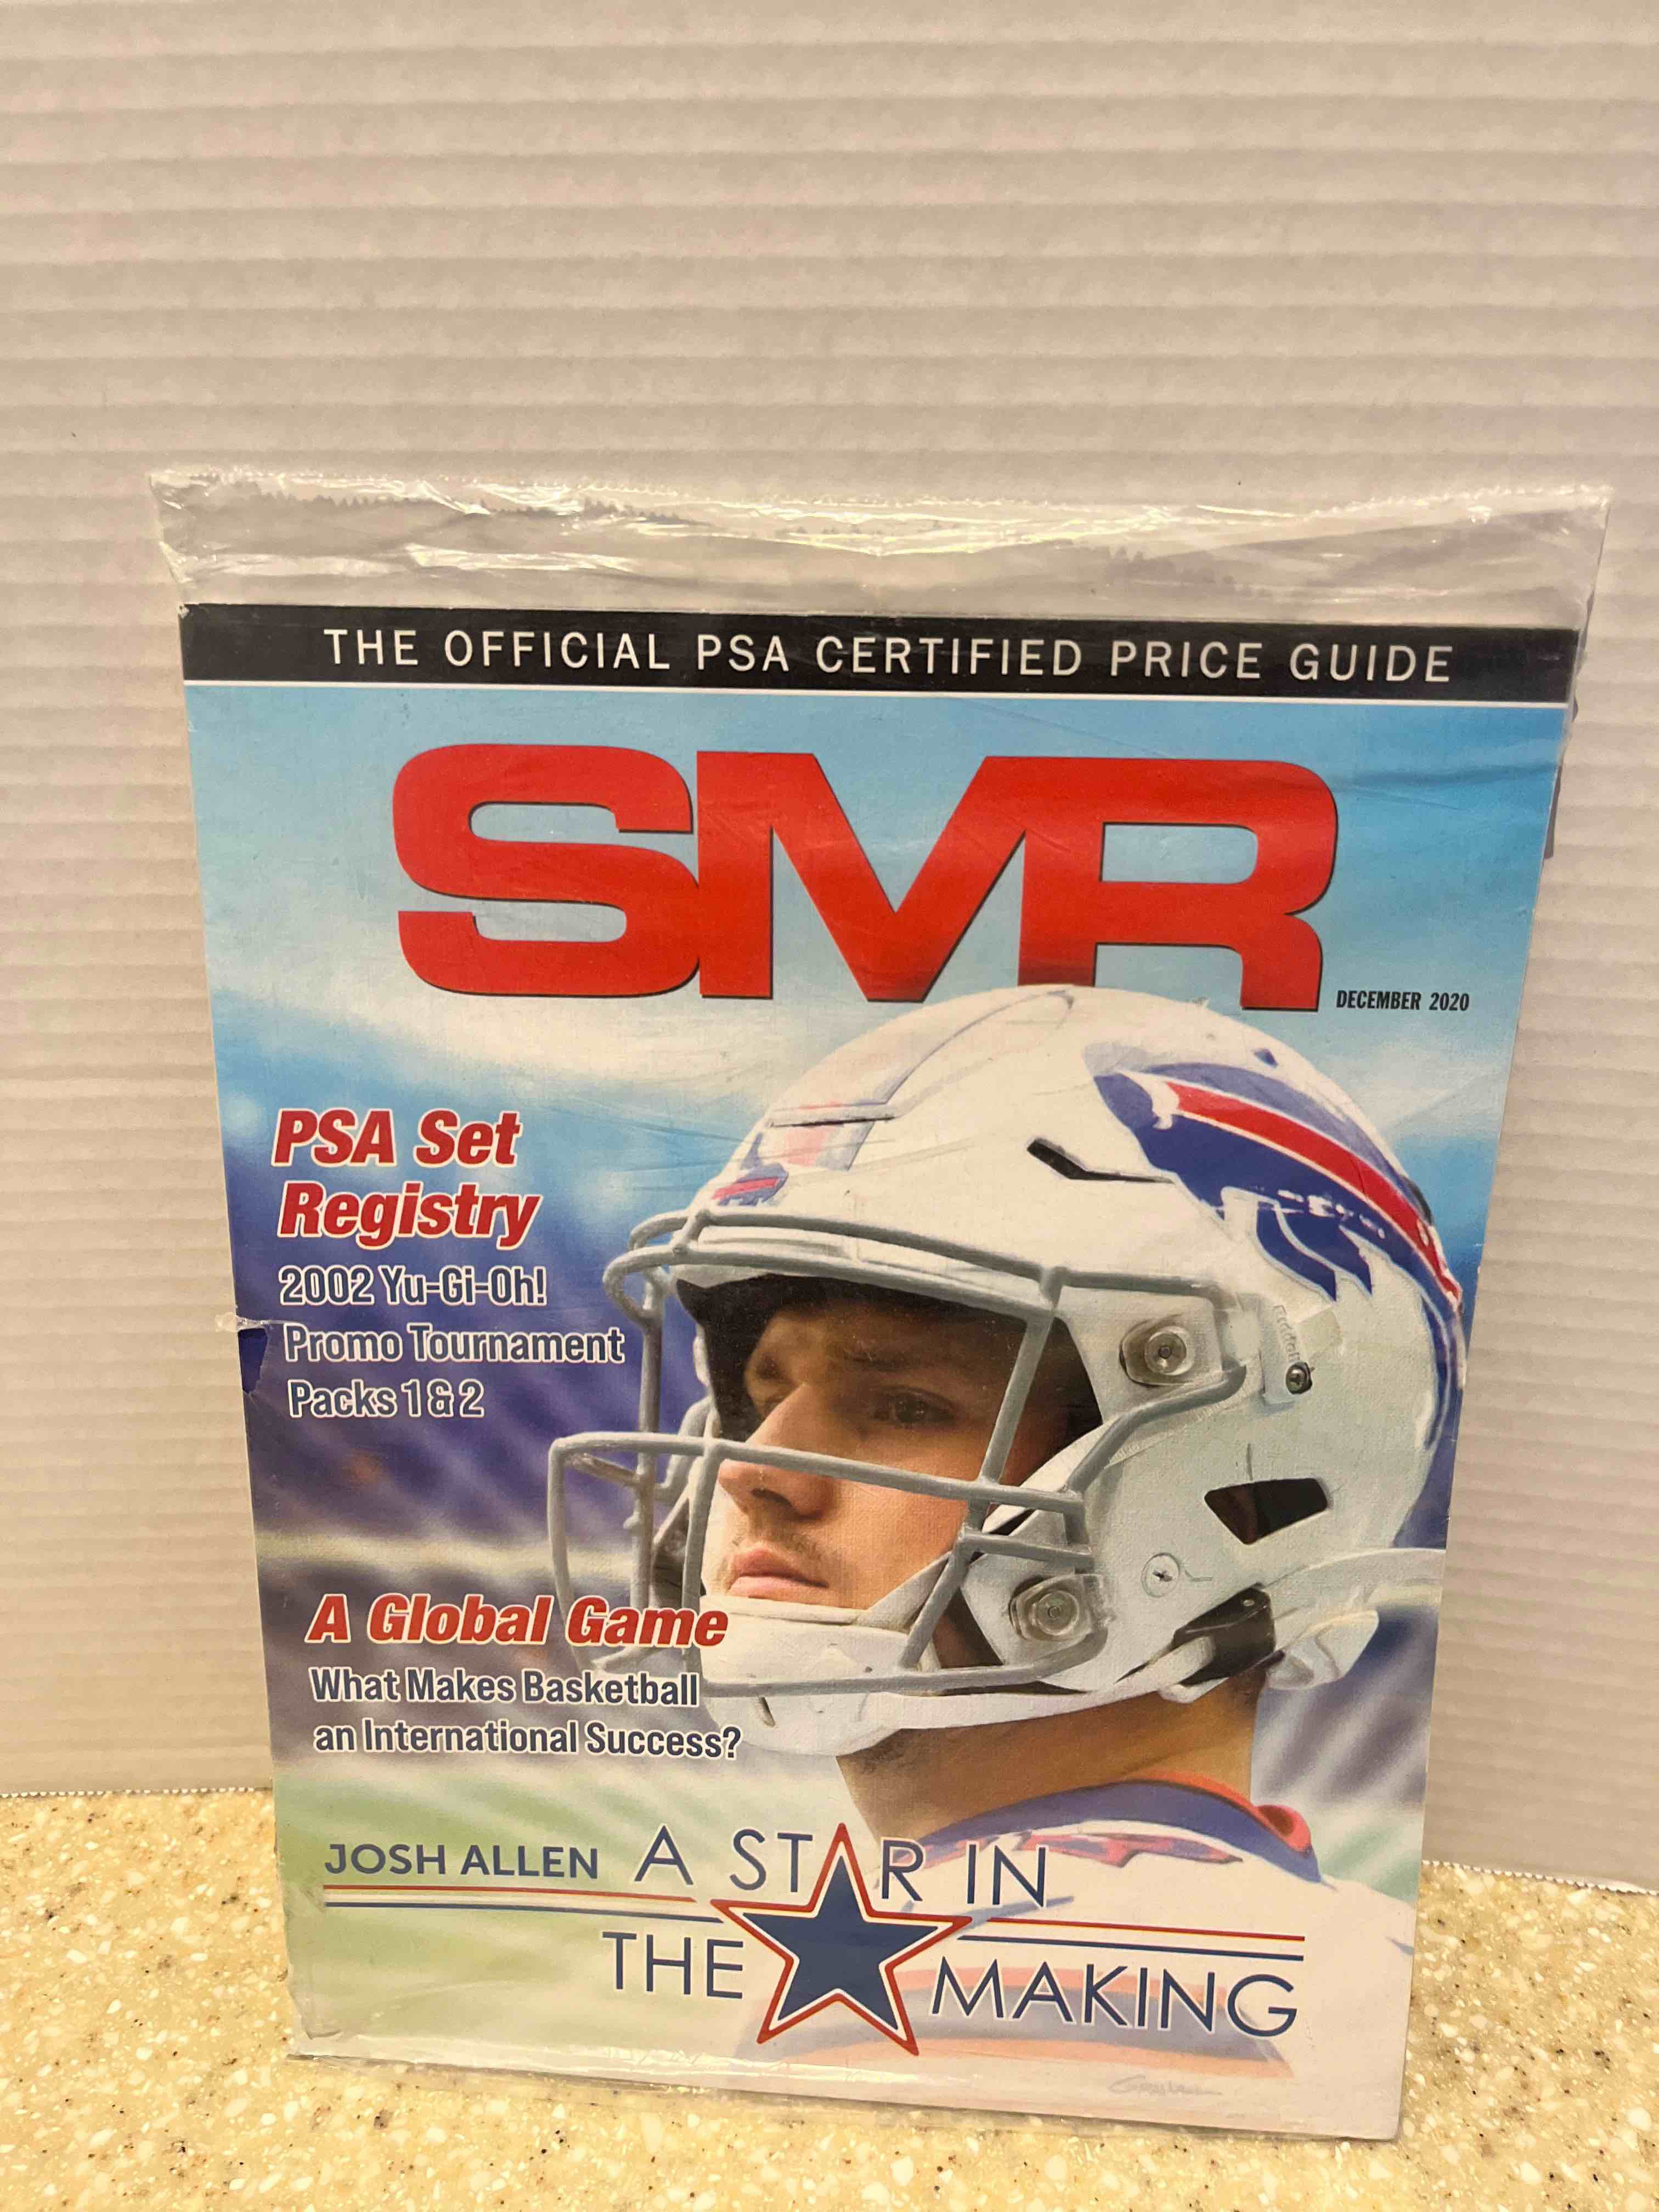 THE OFFICIAL PSA CERTIFIED PRICE GUIDE
SMR
DECEMBER 2020
PSA Set
Registry
2002 Yu-Gi-Oh!
Promo Tournament
Packs 1 & 2
A Global Game
What Makes Basketball
an International Success?
JOSH ALLEN A STAR IN
THE MAKING